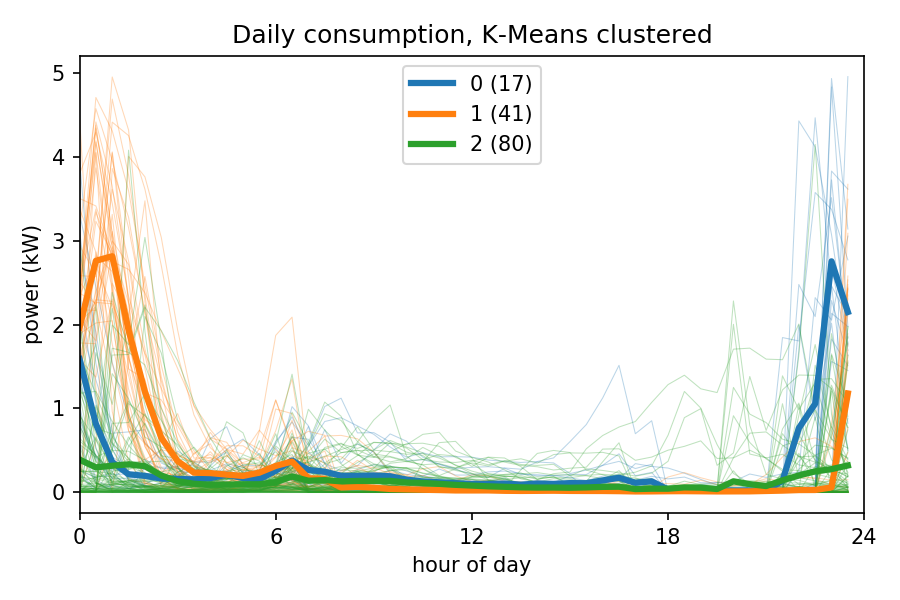 Daily consumption, K-Means clustered
0 (17)
1 (41)
2 (80)
power (kW)
5
4
3
2
1
0
0 6 12 18 24
hour of day